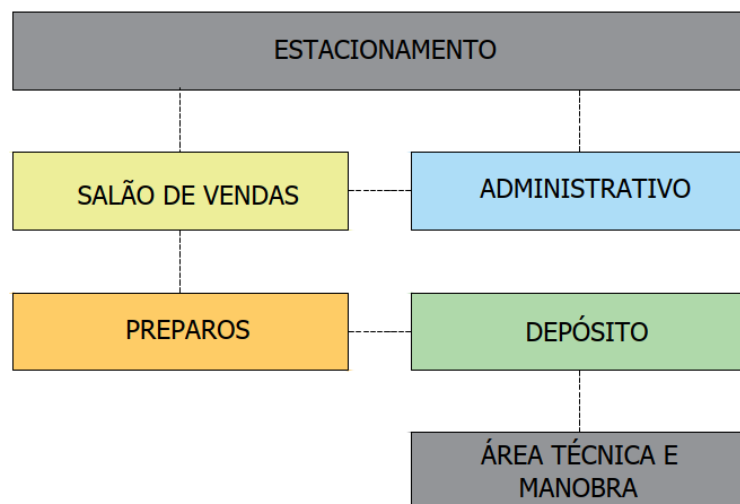 ESTACIONAMENTO
SALÃO DE VENDAS
ADMINISTRATIVO
PREPAROS
DEPÓSITO
ÁREA TÉCNICA E
MANOBRA